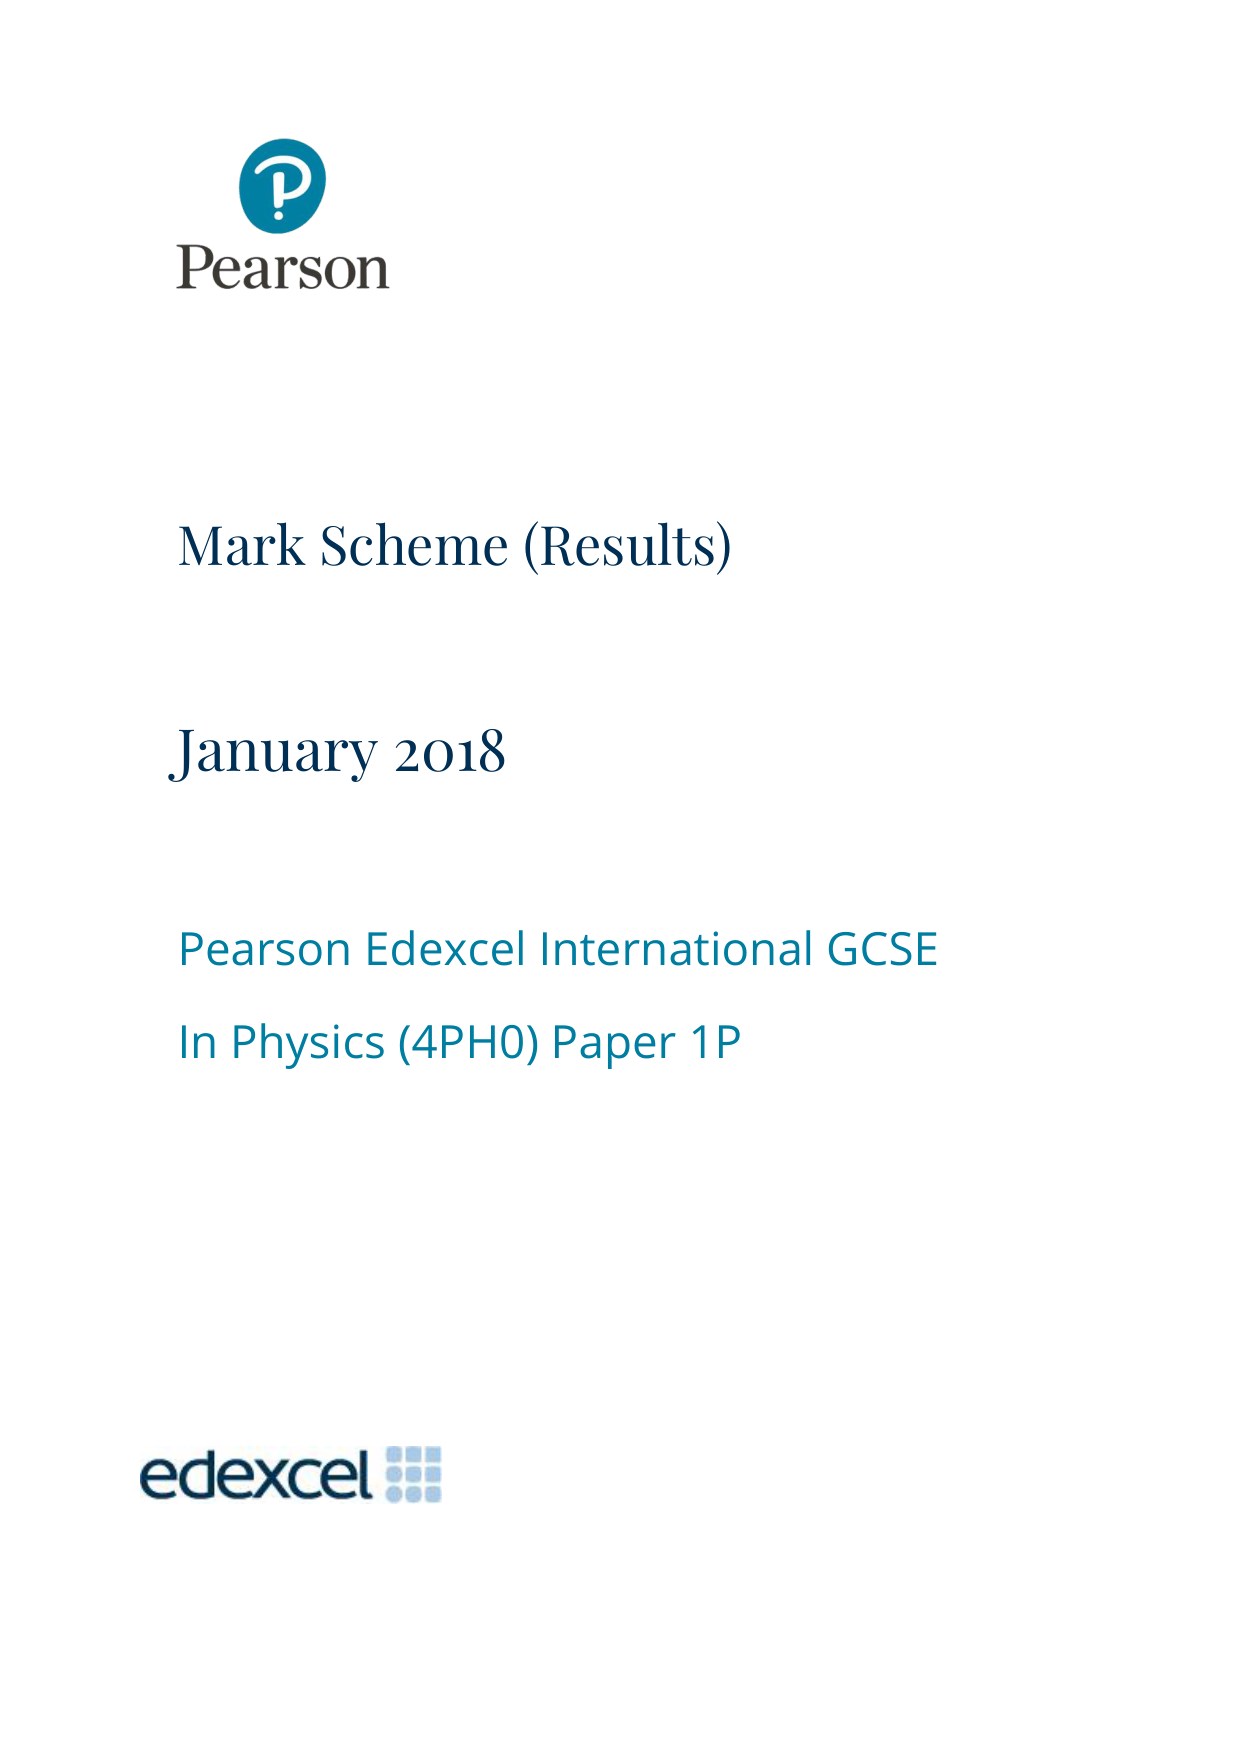 Pearson
Mark Scheme (Results)
January 2018
Pearson Edexcel International GCSE
In Physics (4PH0) Paper 1P
edexcel